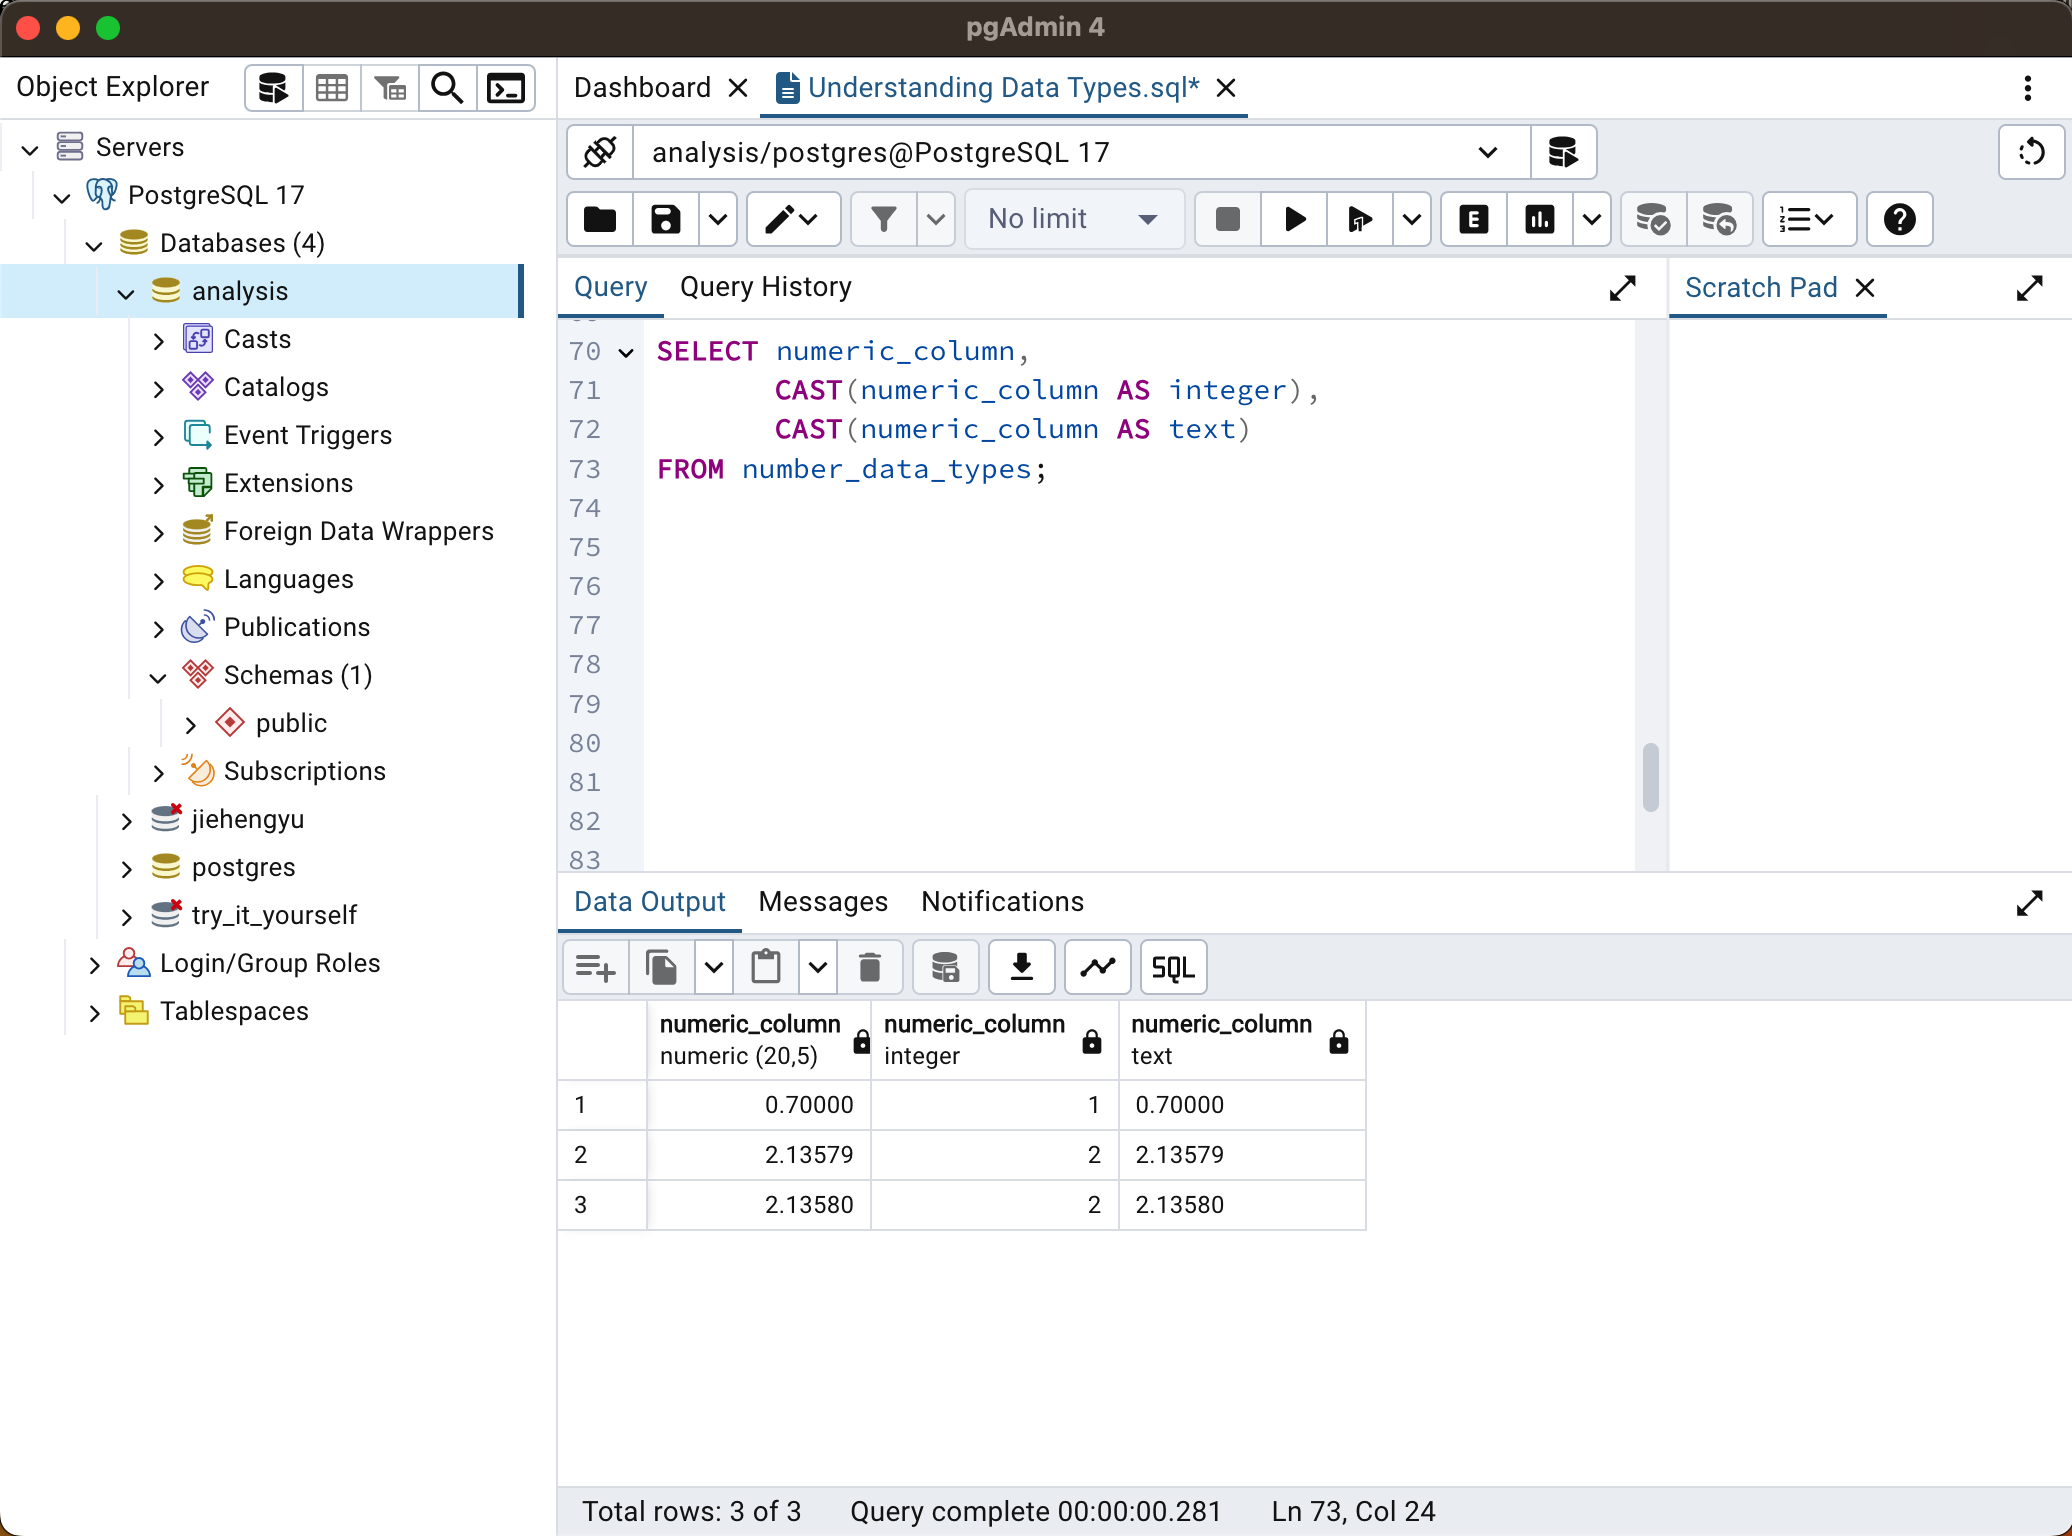 pgAdmin 4
Object Explorer
Dashboard
Understanding Data Types.sql*
Servers
PostgreSQL 17
Databases (4)
analysis
Casts
Catalogs
Event Triggers
Extensions
Foreign Data Wrappers
Languages
Publications
Schemas (1)
public
Subscriptions
jiehengyu
postgres
try_it_yourself
Login/Group Roles
Tablespaces
analysis/postgres@PostgreSQL 17
No limit
E
Query Query History
Scratch Pad
70 SELECT numeric_column,
71 CAST(numeric_column AS integer),
72 CAST(numeric_column AS text)
73 FROM number_data_types;
74
75
76
77
78
79
80
81
82
83
Data Output Messages Notifications
SQL
numeric_column numeric_column numeric_column
numeric (20,5) integer text
1 0.70000 1 0.70000
2 2.13579 2 2.13579
3 2.13580 2 2.13580
Total rows: 3 of 3 Query complete 00:00:00.281 Ln 73, Col 24